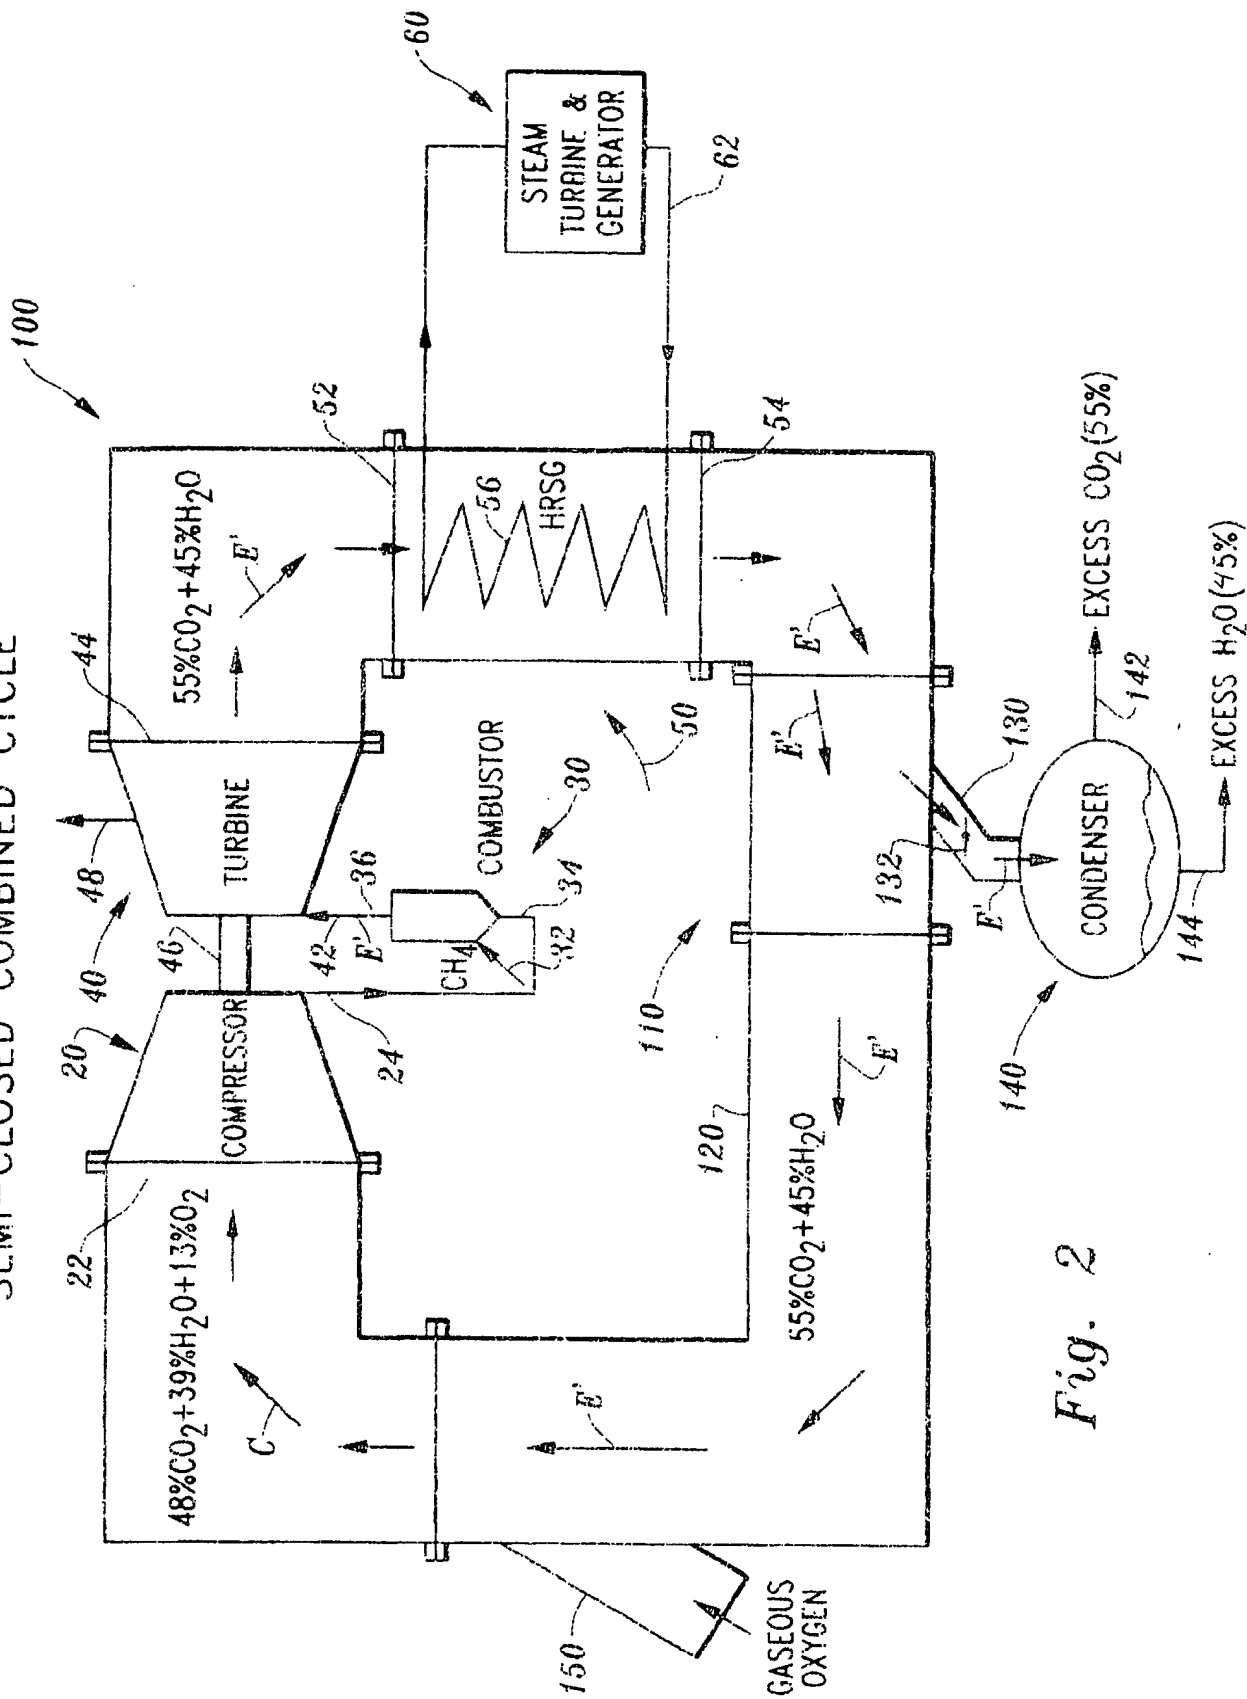 SEMI-CLOSED COMBINED CYCLE
100
20
40
48
44
22
COMPRESSOR
46
TURBINE
48%CO2+39%H2O+13%O2
55%CO2+45%H2O
C
E'
24
42
E'
36
CH4
32
34
30
COMBUSTOR
52
56
HRSG
54
50
60
STEAM
TURBINE &
GENERATOR
62
110
120
E'
E'
E'
E'
55%CO2+45%H2O
150
GASEOUS
OXYGEN
132
E'
130
140
CONDENSER
142
EXCESS CO2(55%)
144
EXCESS H2O(45%)
Fig. 2